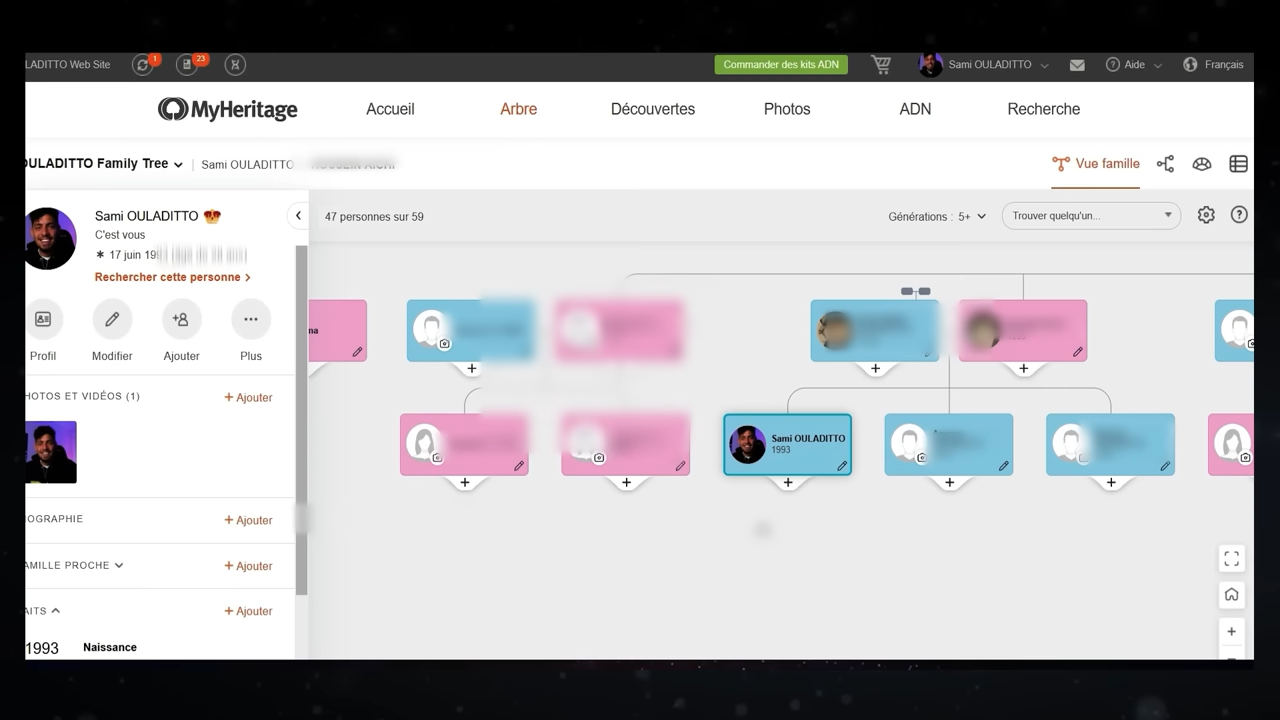 LADITTO Web Site
1
23
Commander des kits ADN
Sami OULADITTO
Aide
Français
MyHeritage
Accueil
Arbre
Découvertes
Photos
ADN
Recherche
OULADITTO Family Tree
Sami OULADITTO
Vue famille
Sami OULADITTO
C'est vous
17 juin
Rechercher cette personne
Profil
Modifier
Ajouter
Plus
HOTOS ET VIDÉOS (1)
+ Ajouter
OGRAPHIE
+ Ajouter
AMILLE PROCHE
+ Ajouter
AITS
+ Ajouter
1993
Naissance
47 personnes sur 59
Générations : 5+
Trouver quelqu'un...
na
Sami OULADITTO
1993